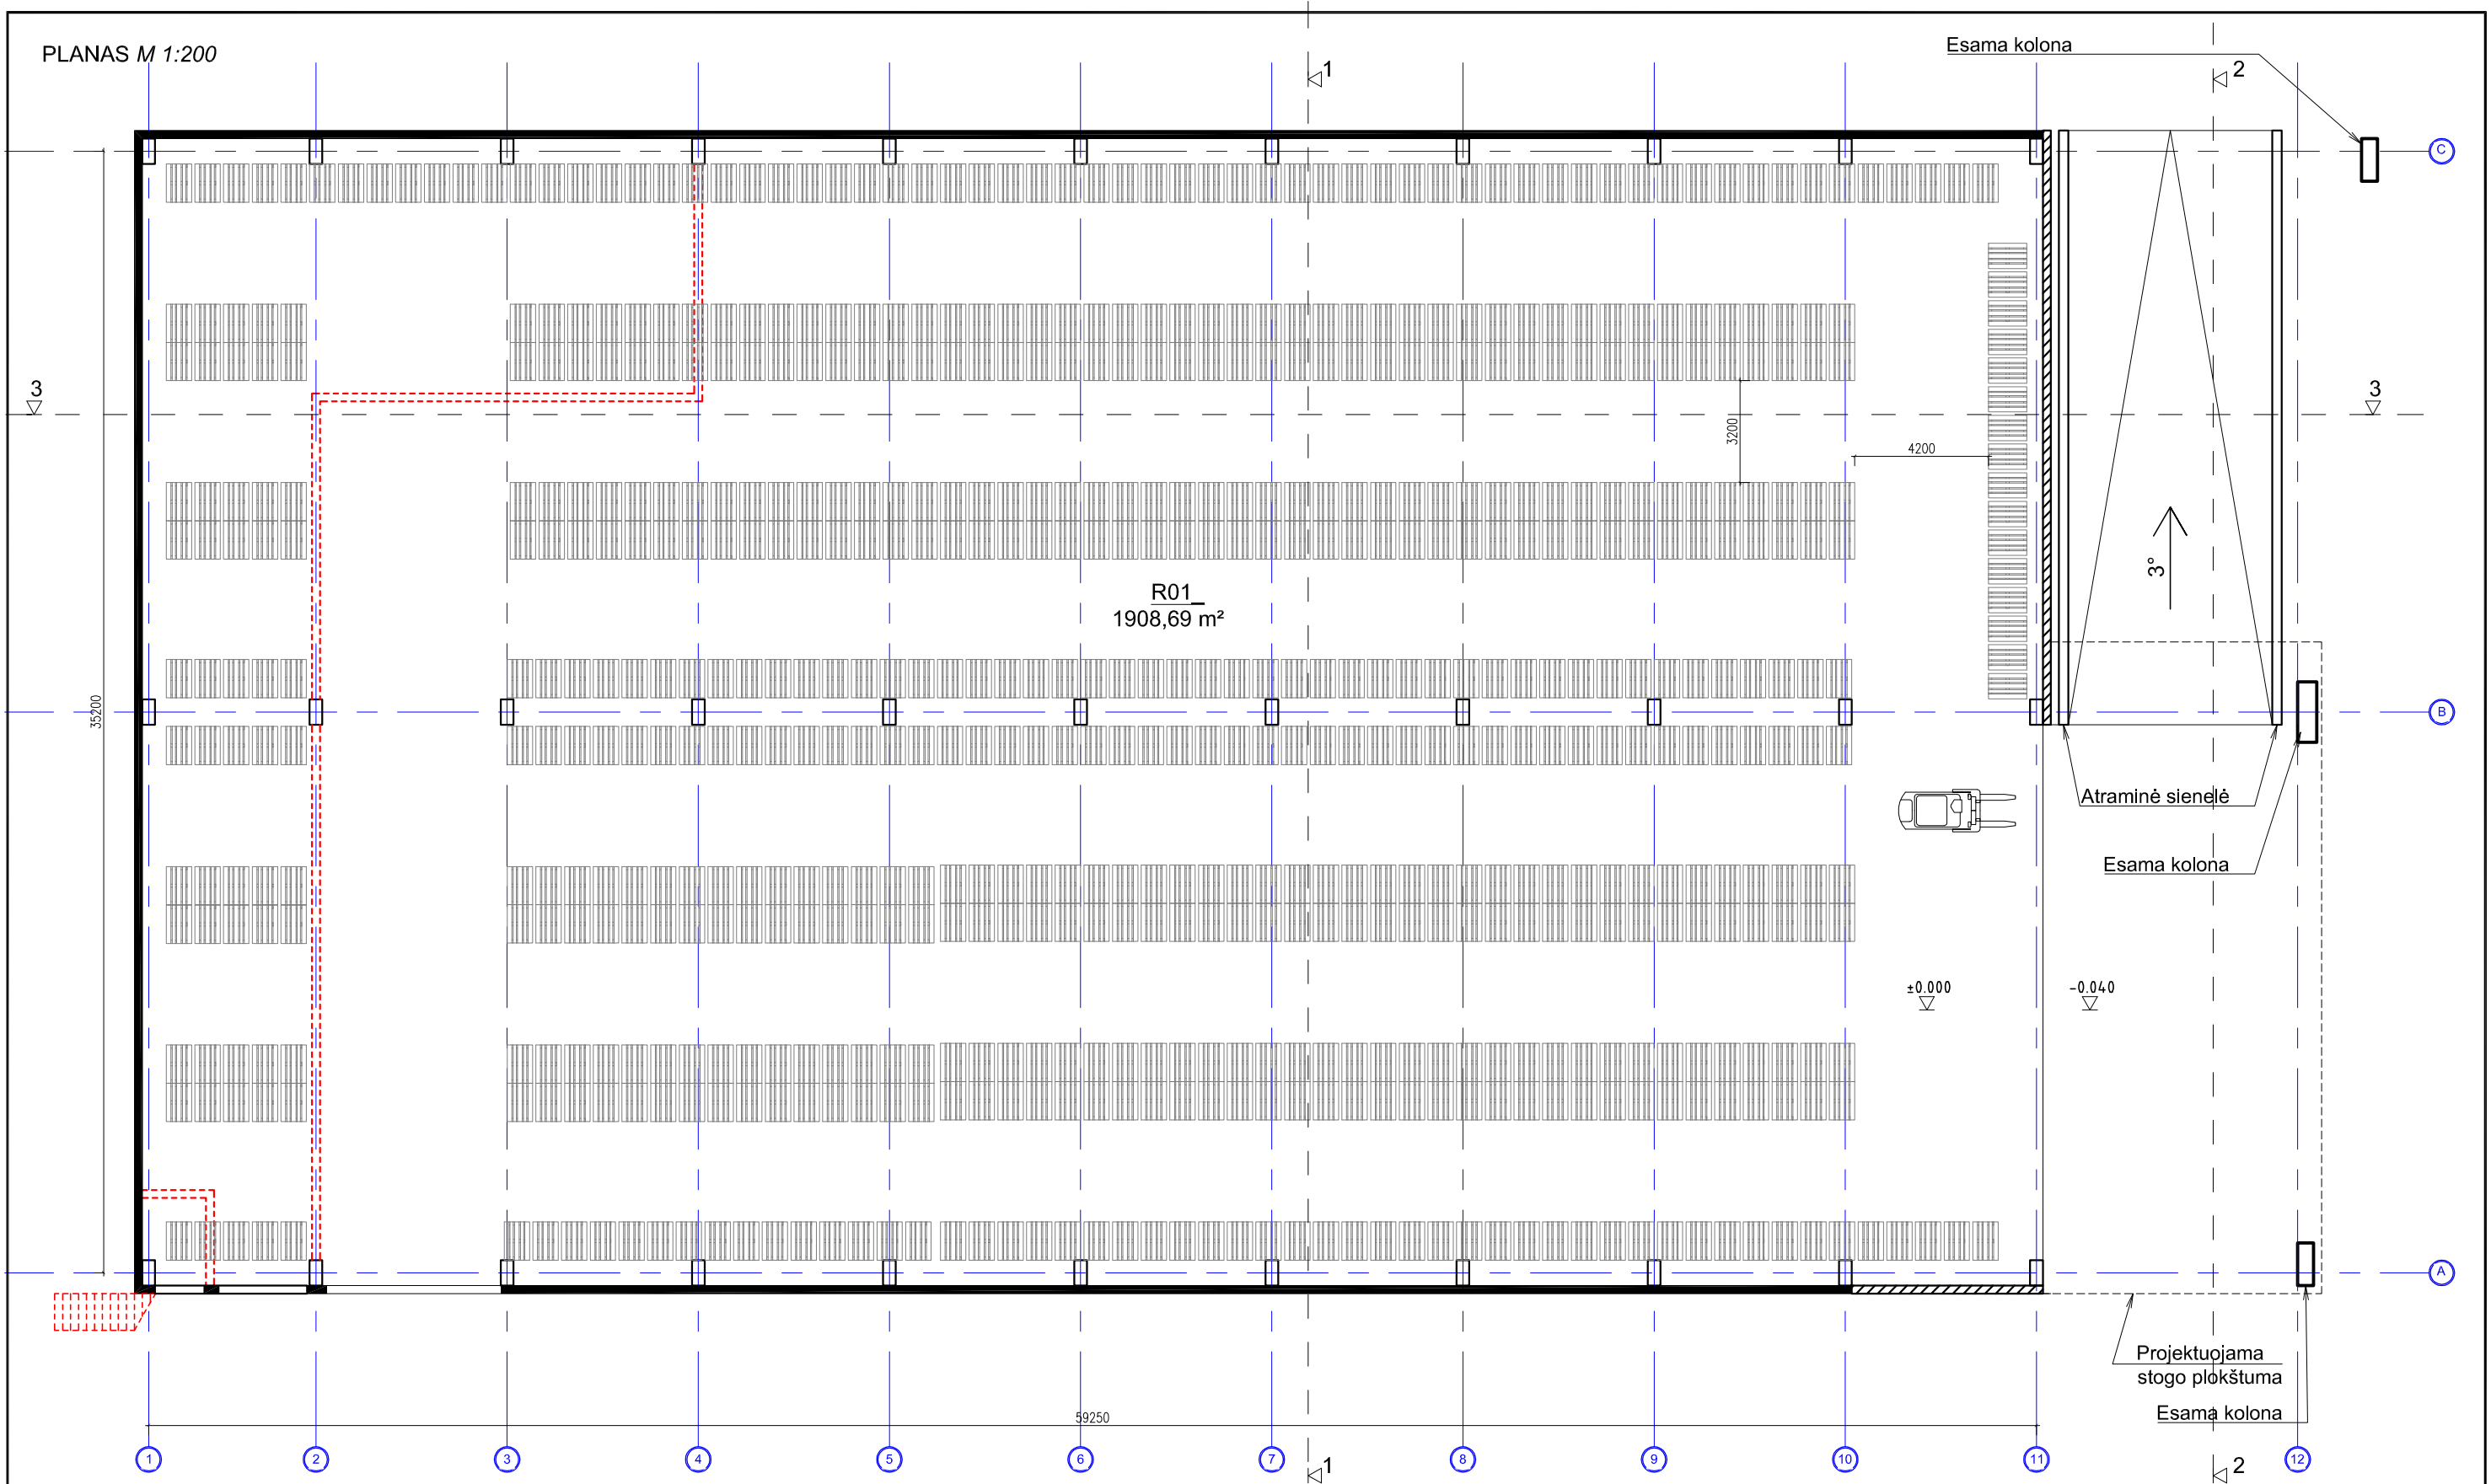 PLANAS M 1:200
Esama kolona
1
2
C
3
3
3200
4200
3°
R01_
1908,69 m²
35200
B
Atraminė sienelė
Esama kolona
±0.000
-0.040
A
Projektuojama
stogo plokštuma
Esama kolona
59250
1
2
3
4
5
6
7
8
9
10
11
12
1
2